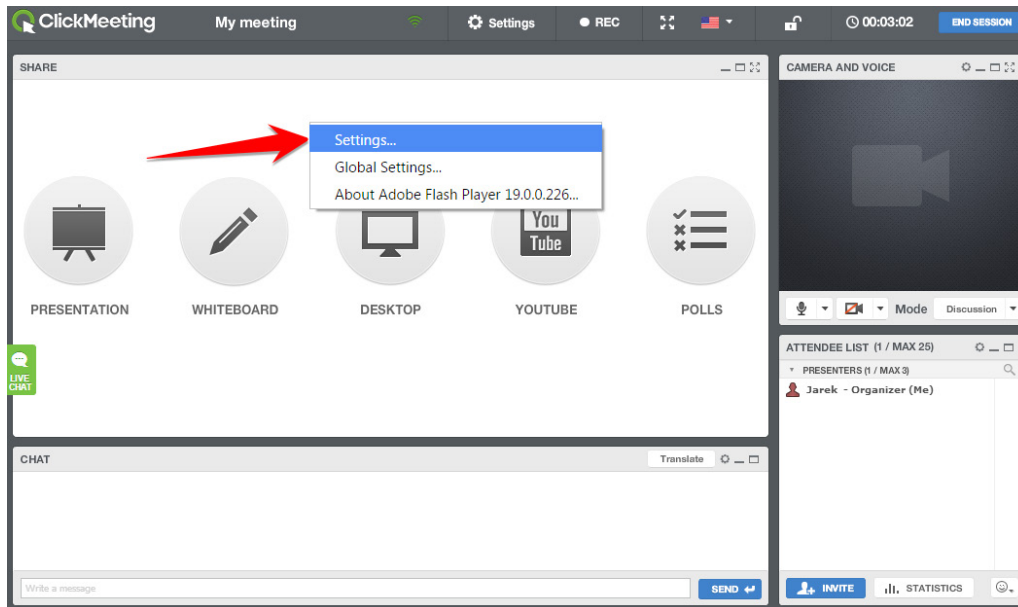 ClickMeeting My meeting Settings REC 00:03:02 END SESSION
SHARE
Settings...
Global Settings...
About Adobe Flash Player 19.0.0.226...
You
Tube
PRESENTATION WHITEBOARD DESKTOP YOUTUBE POLLS
LIVE
CHAT
CHAT Translate
Write a message SEND
CAMERA AND VOICE
Mode Discussion
ATTENDEE LIST (1 / MAX 25)
PRESENTERS (1 / MAX 3)
Jarek - Organizer (Me)
INVITE STATISTICS